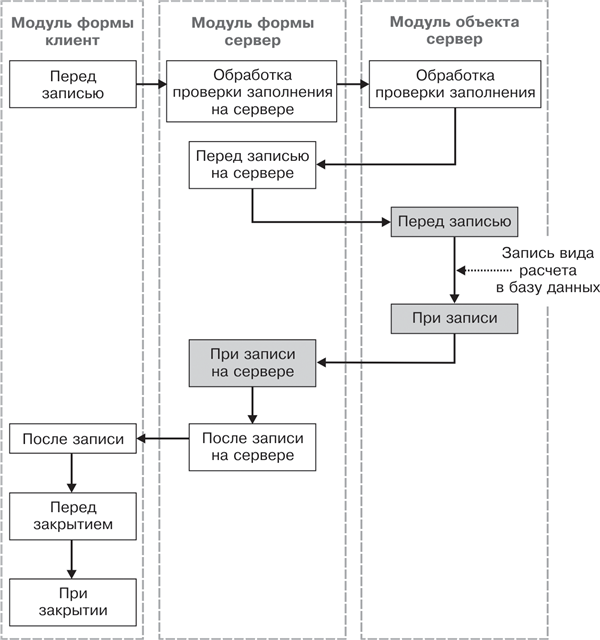 Модуль формы
клиент
Модуль формы
сервер
Модуль объекта
сервер
Перед
записью
Обработка
проверки заполнения
на сервере
Обработка
проверки заполнения
Перед записью
на сервере
Перед записью
Запись вида
расчета
в базу данных
При записи
При записи
на сервере
После записи
После записи
на сервере
Перед
закрытием
При
закрытии